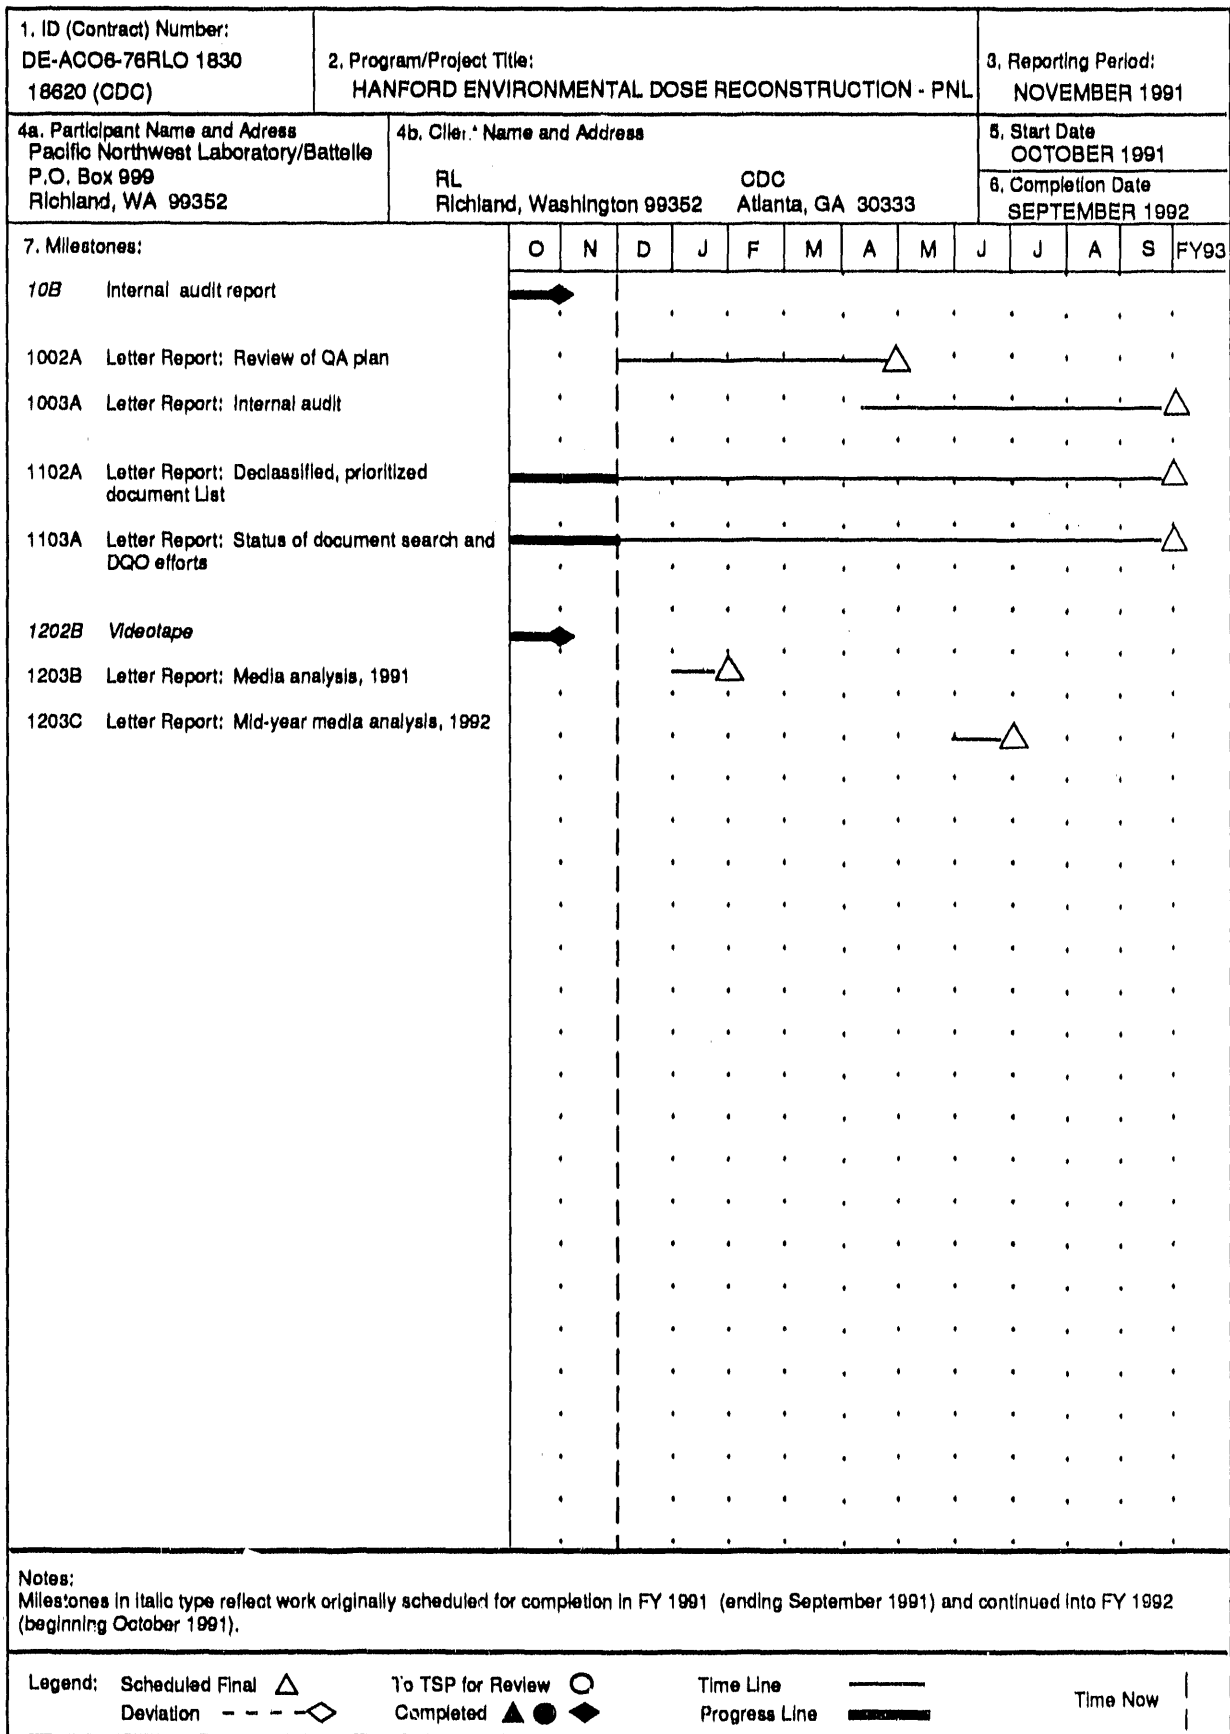 1. ID (Contract) Number:
DE-AC06-76RLO 1830
18620 (CDC)
2. Program/Project Title:
HANFORD ENVIRONMENTAL DOSE RECONSTRUCTION - PNL
3. Reporting Period:
NOVEMBER 1991
4a. Participant Name and Adress
Pacific Northwest Laboratory/Battelle
P.O. Box 999
Richland, WA 99352
4b. Name and Address
RL CDC
Richland, Washington 99352 Atlanta, GA 30333
5. Start Date
OCTOBER 1991
6. Completion Date
SEPTEMBER 1992
7. Milestones:
O N D J F M A M J J A S FY93
10B Internal audit report
1002A Letter Report: Review of QA plan
1003A Letter Report: Internal audit
1102A Letter Report: Declassified, prioritized
document List
1103A Letter Report: Status of document search and
DQO efforts
1202B Videotape
1203B Letter Report: Media analysis, 1991
1203C Letter Report: Mid-year media analysis, 1992
Notes:
Milestones in italic type reflect work originally scheduled for completion in FY 1991 (ending September 1991) and continued into FY 1992
(beginning October 1991).
Legend: Scheduled Final To TSP for Review Time Line
Time Now
Deviation Completed Progress Line